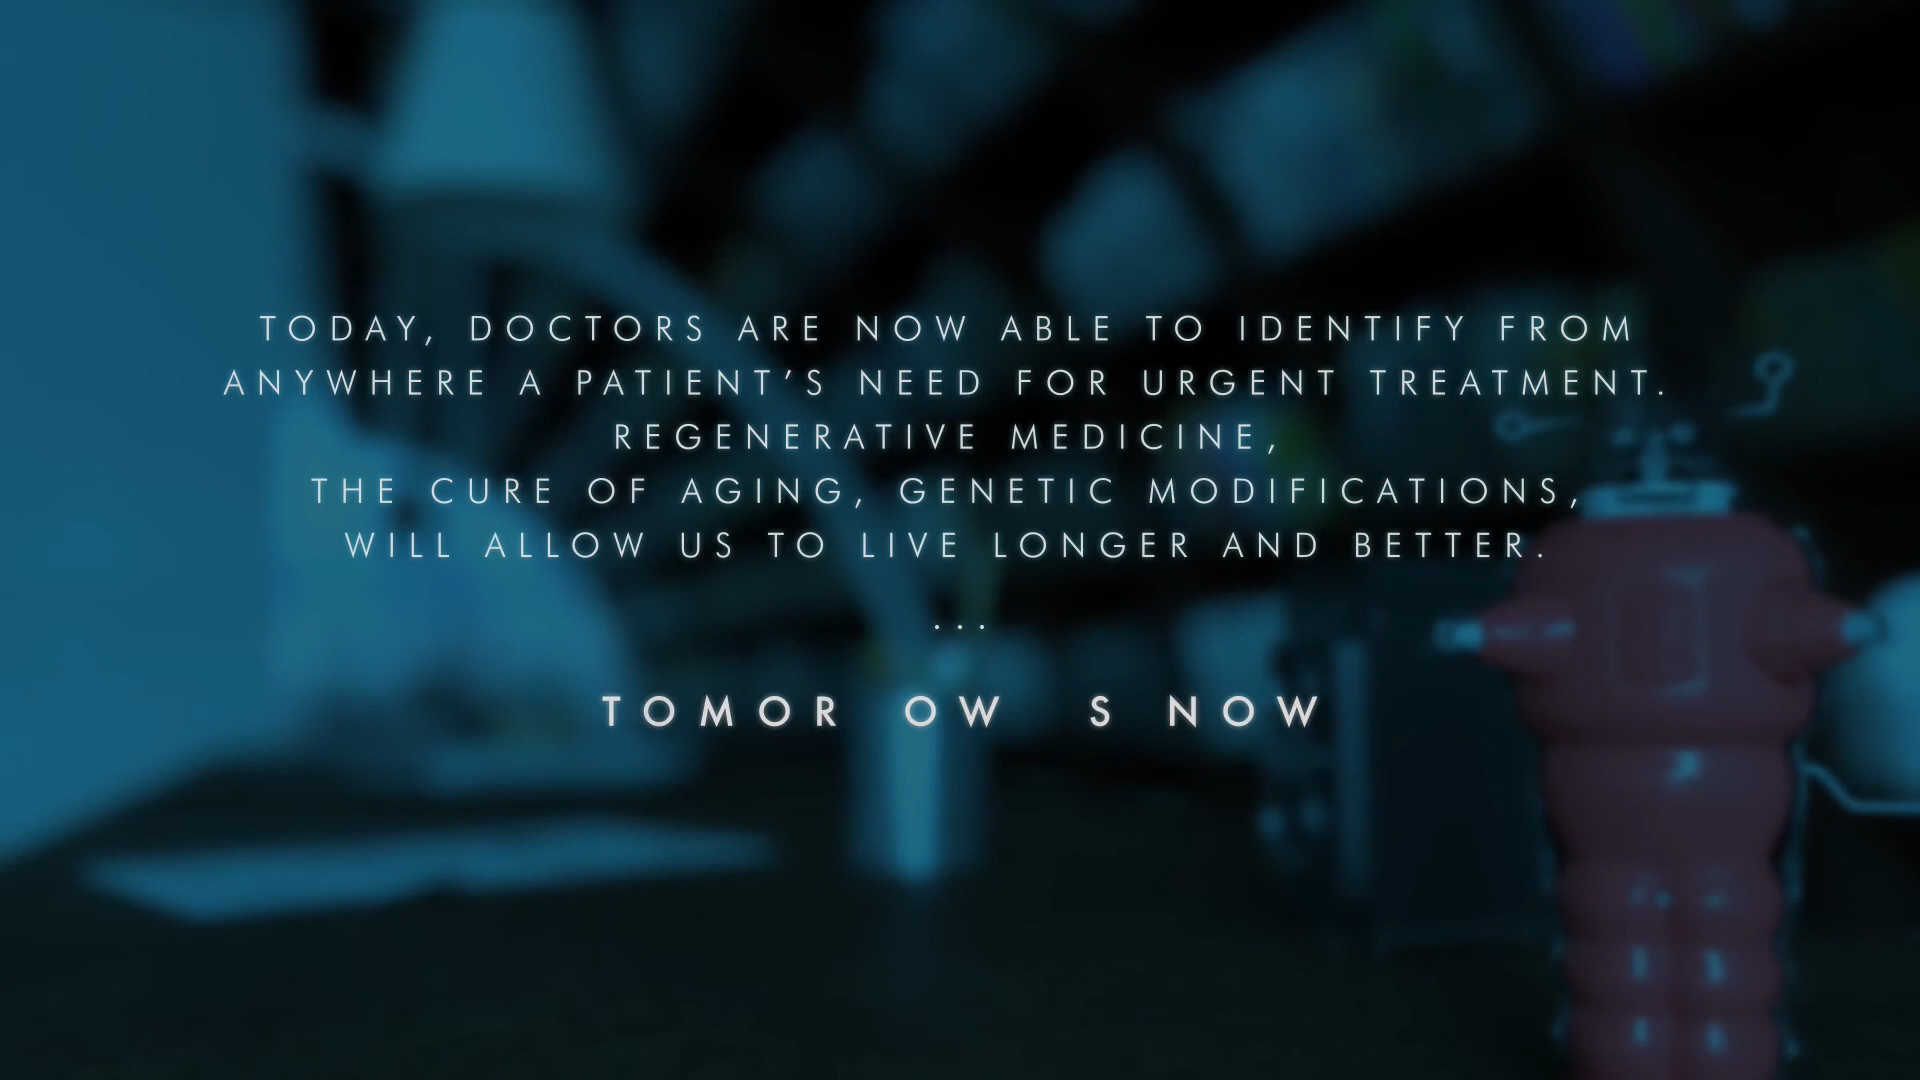 TODAY, DOCTORS ARE NOW ABLE TO IDENTIFY FROM
ANYWHERE A PATIENT’S NEED FOR URGENT TREATMENT.
REGENERATIVE MEDICINE,
THE CURE OF AGING, GENETIC MODIFICATIONS,
WILL ALLOW US TO LIVE LONGER AND BETTER.
...
TOMOR OW S NOW